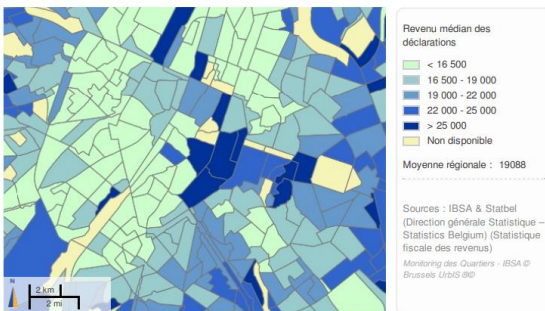 Revenu médian des
déclarations
< 16 500
16 500 - 19 000
19 000 - 22 000
22 000 - 25 000
> 25 000
Non disponible
Moyenne régionale : 19088
Sources : IBSA & Statbel
(Direction générale Statistique –
Statistics Belgium) (Statistique
fiscale des revenus)
Monitoring des Quartiers - IBSA ©
Brussels UrbIS ®©
N
2 km
2 mi